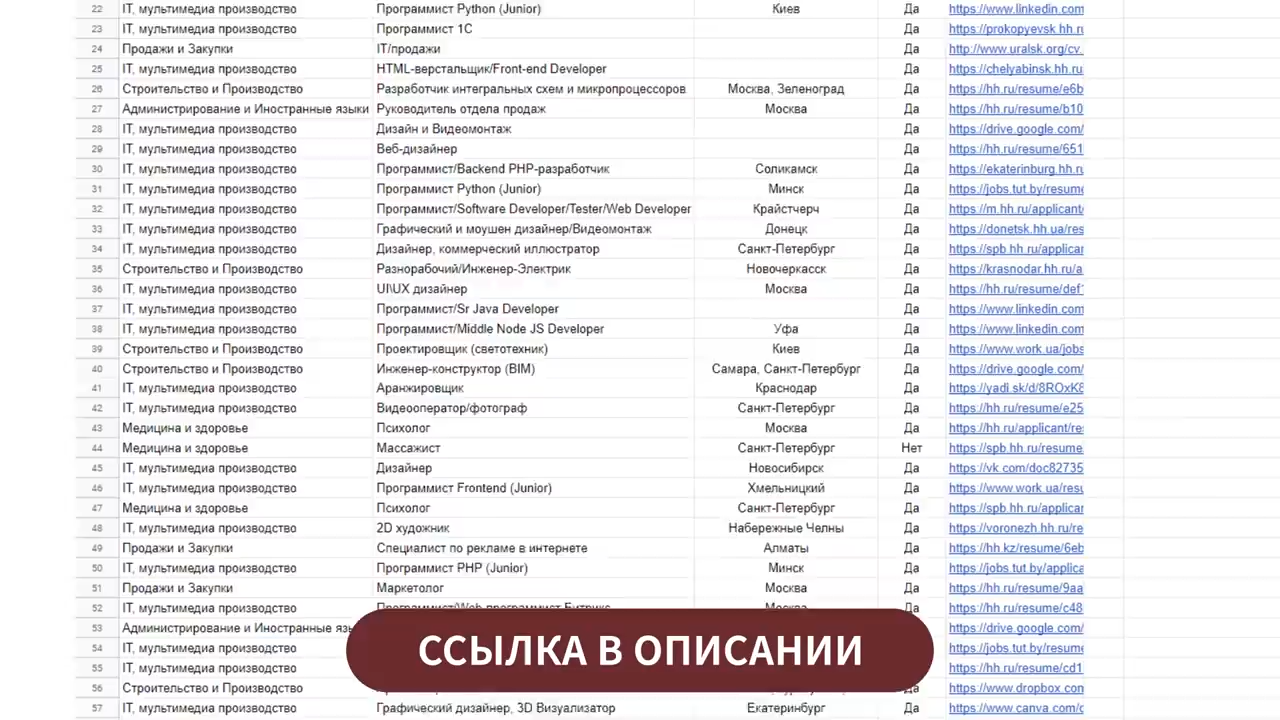 22 IT, мультимедиа производство Программист Python (Junior) Киев Да https://www.linkedin.com
23 IT, мультимедиа производство Программист 1С Да https://prokopyevsk.hh.ru
24 Продажи и Закупки IT/продажи Да http://www.uralsk.org/cv.
25 IT, мультимедиа производство HTML-верстальщик/Front-end Developer Да https://chelyabinsk.hh.ru
26 Строительство и Производство Разработчик интегральных схем и микропроцессоров Москва, Зеленоград Да https://hh.ru/resume/e6b
27 Администрирование и Иностранные языки Руководитель отдела продаж Москва Да https://hh.ru/resume/b10
28 IT, мультимедиа производство Дизайн и Видеомонтаж Да https://drive.google.com/
29 IT, мультимедиа производство Веб-дизайнер Да https://hh.ru/resume/651
30 IT, мультимедиа производство Программист/Backend PHP-разработчик Соликамск Да https://ekaterinburg.hh.ru
31 IT, мультимедиа производство Программист Python (Junior) Минск Да https://jobs.tut.by/resume
32 IT, мультимедиа производство Программист/Software Developer/Tester/Web Developer Крайстчерч Да https://m.hh.ru/applicant/
33 IT, мультимедиа производство Графический и моушен дизайнер/Видеомонтаж Донецк Да https://donetsk.hh.ua/res
34 IT, мультимедиа производство Дизайнер, коммерческий иллюстратор Санкт-Петербург Да https://spb.hh.ru/applicar
35 Строительство и Производство Разнорабочий/Инженер-Электрик Новочеркасск Да https://krasnodar.hh.ru/a
36 IT, мультимедиа производство UI\UX дизайнер Москва Да https://hh.ru/resume/def1
37 IT, мультимедиа производство Программист/Sr Java Developer Да https://www.linkedin.com
38 IT, мультимедиа производство Программист/Middle Node JS Developer Уфа Да https://www.linkedin.com
39 Строительство и Производство Проектировщик (светотехник) Киев Да https://www.work.ua/jobs
40 Строительство и Производство Инженер-конструктор (BIM) Самара, Санкт-Петербург Да https://drive.google.com/
41 IT, мультимедиа производство Аранжировщик Краснодар Да https://yadi.sk/d/8ROxK8
42 IT, мультимедиа производство Видеооператор/фотограф Санкт-Петербург Да https://hh.ru/resume/e25
43 Медицина и здоровье Психолог Москва Да https://hh.ru/applicant/re
44 Медицина и здоровье Массажист Санкт-Петербург Нет https://spb.hh.ru/resume
45 IT, мультимедиа производство Дизайнер Новосибирск Да https://vk.com/doc82735
46 IT, мультимедиа производство Программист Frontend (Junior) Хмельницкий Да https://www.work.ua/resu
47 Медицина и здоровье Психолог Санкт-Петербург Да https://spb.hh.ru/applicar
48 IT, мультимедиа производство 2D художник Набережные Челны Да https://voronezh.hh.ru/re
49 Продажи и Закупки Специалист по рекламе в интернете Алматы Да https://hh.kz/resume/6eb
50 IT, мультимедиа производство Программист PHP (Junior) Минск Да https://jobs.tut.by/applica
51 Продажи и Закупки Маркетолог Москва Да https://hh.ru/resume/9aa
52 IT, мультимедиа производство Программист/Web-программист Битрикс Москва Да https://hh.ru/resume/c48
53 Администрирование и Иностранные https://drive.google.com/
54 IT, мультимедиа производство https://jobs.tut.by/resume
ССЫЛКА В ОПИСАНИИ
55 IT, мультимедиа производство https://hh.ru/resume/cd1
56 Строительство и Производство https://www.dropbox.com
57 IT, мультимедиа производство Графический дизайнер, 3D Визуализатор Екатеринбург Да https://www.canva.com/c